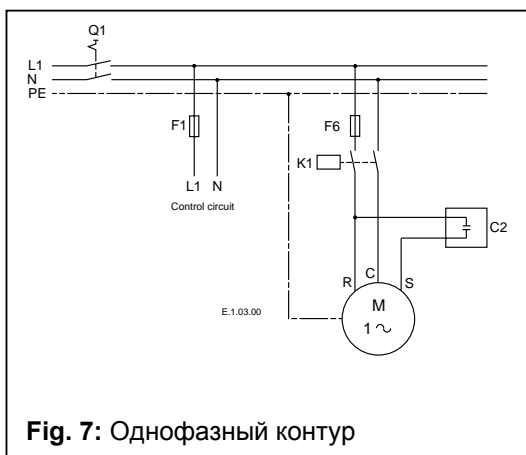 Q1
L1
N
PE
F1
F6
K1
L1 N
Control circuit
C2
R C S
E.1.03.00
M
1 ~
Fig. 7: Однофазный контур